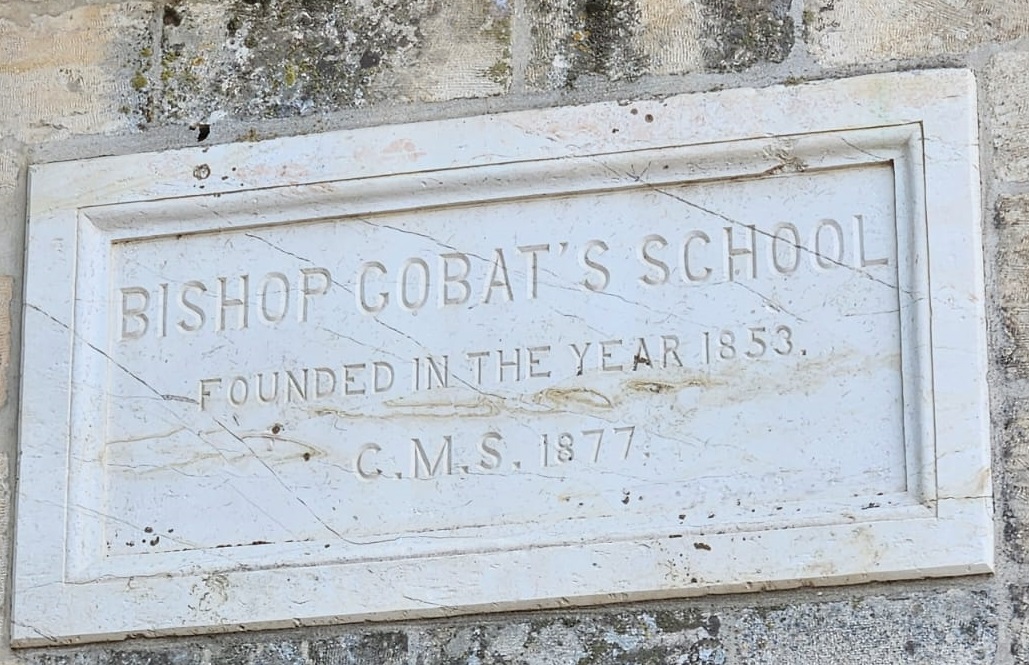 BISHOP GOBAT'S SCHOOL
FOUNDED IN THE YEAR 1853.
C.M.S. 1877.